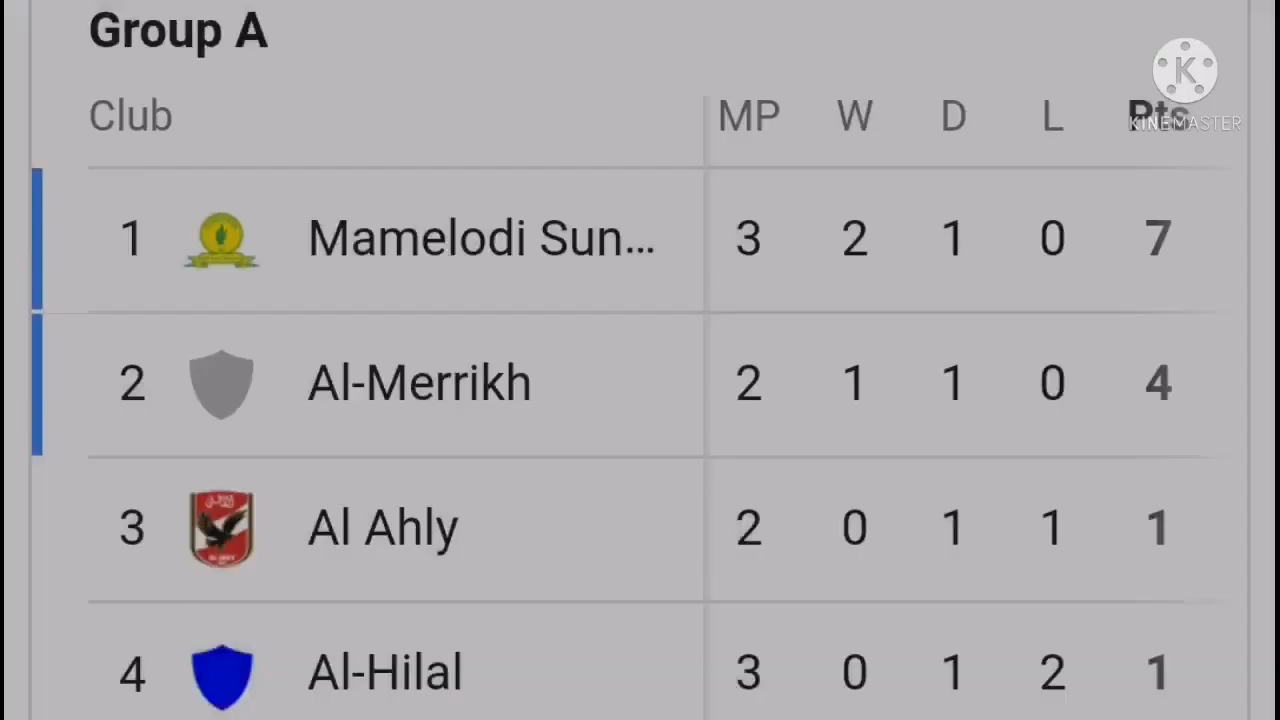 Group A
Club MP W D L Pts
KINEMASTER
1 Mamelodi Sun... 3 2 1 0 7
2 Al-Merrikh 2 1 1 0 4
3 Al Ahly 2 0 1 1 1
4 Al-Hilal 3 0 1 2 1